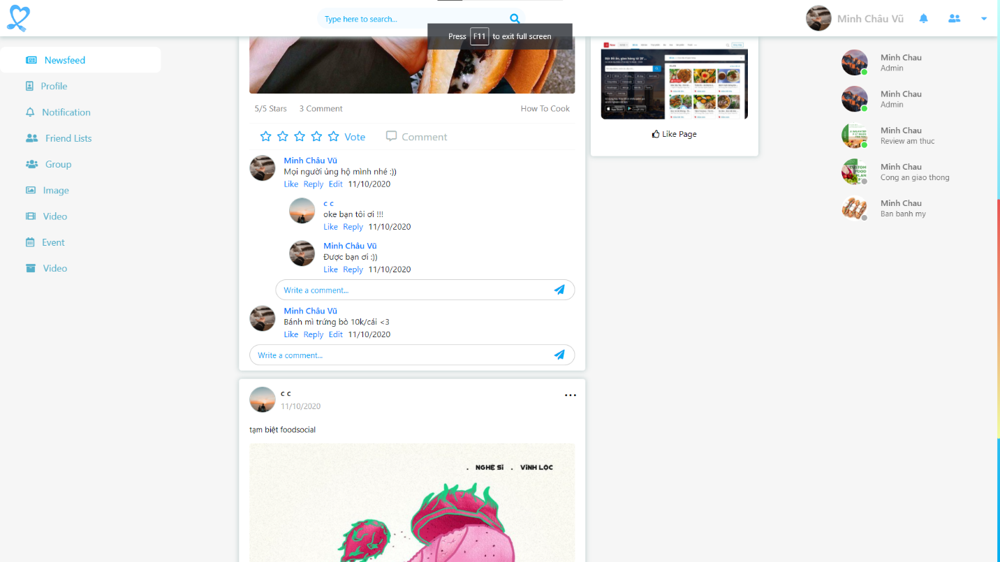 Type here to search...
Press F11 to exit full screen
Minh Châu Vũ
Newsfeed
Profile
Notification
Friend Lists
Group
Image
Video
Event
Video
5/5 Stars 3 Comment How To Cook
Vote Comment
Minh Châu Vũ
Mọi người ủng hộ mình nhé :))
Like Reply Edit 11/10/2020
c c
oke bạn tôi ơi !!!
Like Reply 11/10/2020
Minh Châu Vũ
Được bạn ơi :))
Like Reply 11/10/2020
Write a comment...
Minh Châu Vũ
Bánh mì trứng bò 10k/cái <3
Like Reply Edit 11/10/2020
Write a comment...
c c
11/10/2020
tạm biệt foodsocial
. NGHỆ SĨ . VĨNH LỘC
Like Page
Minh Chau
Admin
Minh Chau
Admin
Minh Chau
Review am thuc
Minh Chau
Cong an giao thong
Minh Chau
Ban banh my